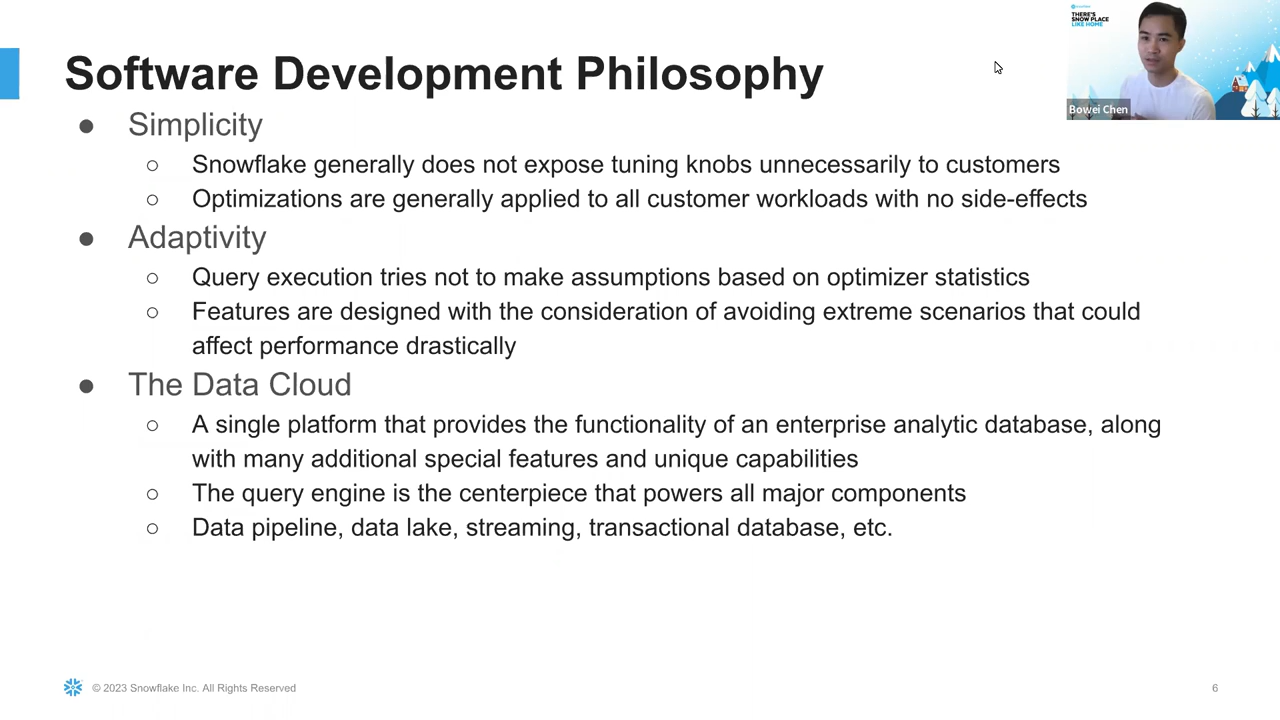 Software Development Philosophy
● Simplicity
○ Snowflake generally does not expose tuning knobs unnecessarily to customers
○ Optimizations are generally applied to all customer workloads with no side-effects
● Adaptivity
○ Query execution tries not to make assumptions based on optimizer statistics
○ Features are designed with the consideration of avoiding extreme scenarios that could
affect performance drastically
● The Data Cloud
○ A single platform that provides the functionality of an enterprise analytic database, along
with many additional special features and unique capabilities
○ The query engine is the centerpiece that powers all major components
○ Data pipeline, data lake, streaming, transactional database, etc.
© 2023 Snowflake Inc. All Rights Reserved
6
snowflake
THERE'S
SNOW PLACE
LIKE HOME
Bowei Chen